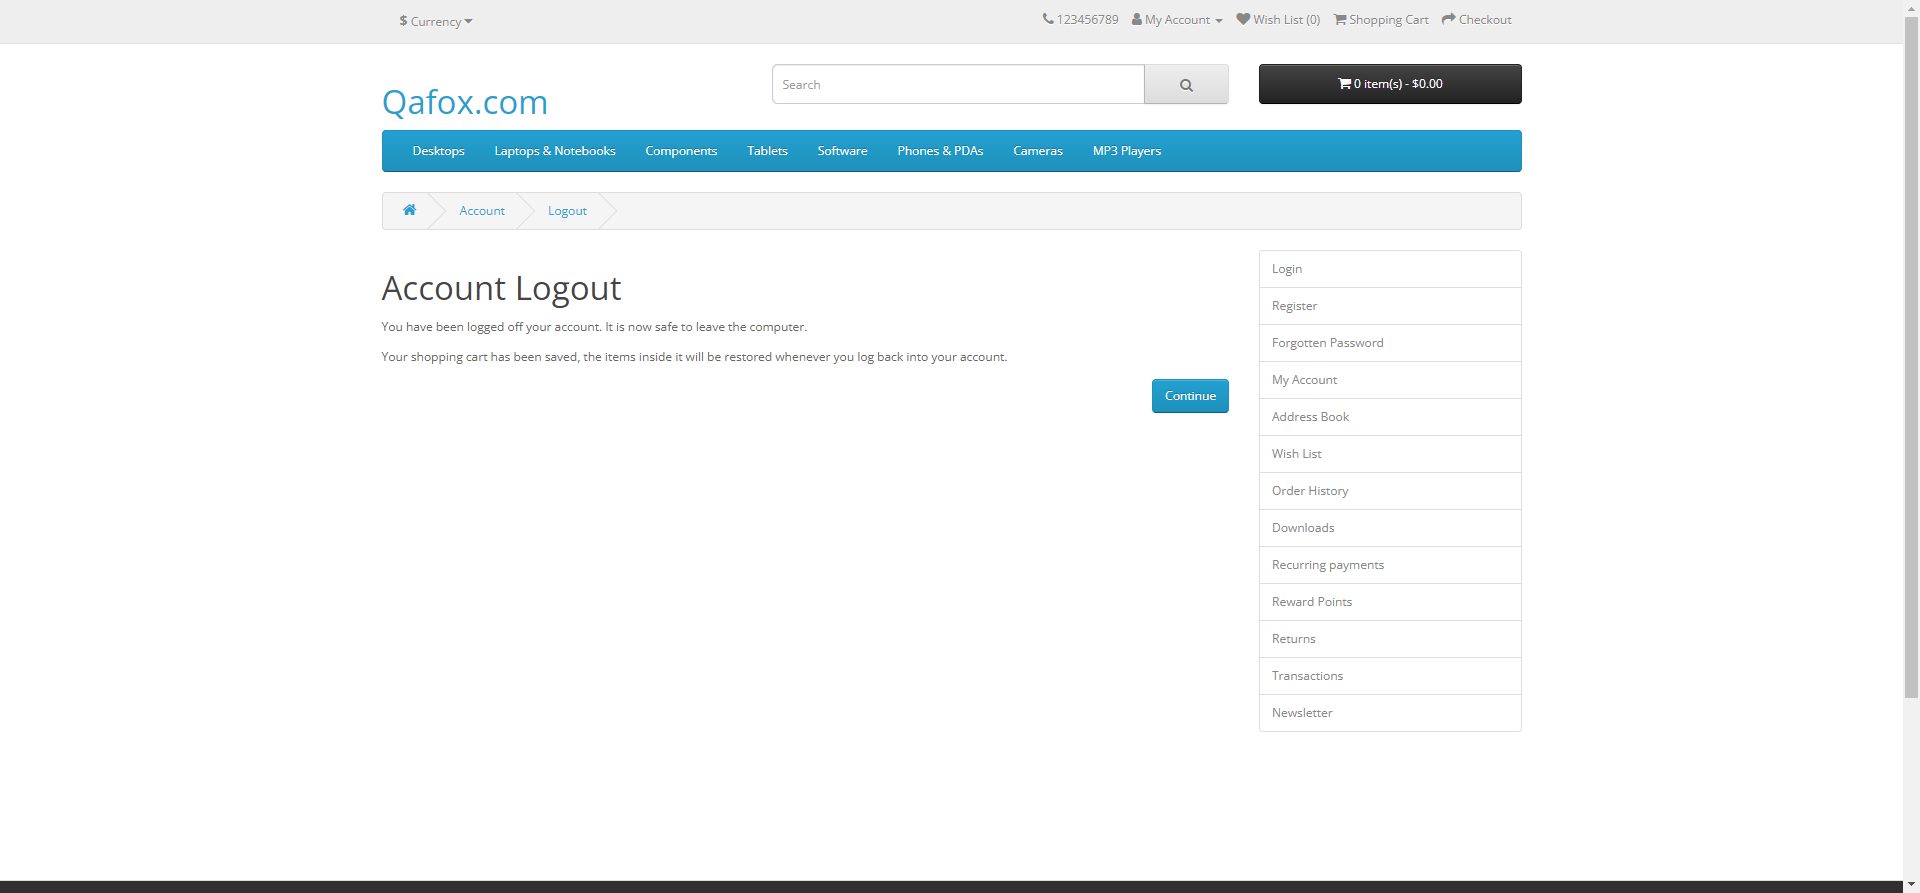 $ Currency
123456789 My Account Wish List (0) Shopping Cart Checkout
Qafox.com
Search
0 item(s) - $0.00
Desktops Laptops & Notebooks Components Tablets Software Phones & PDAs Cameras MP3 Players
Account Logout
Account Logout
You have been logged off your account. It is now safe to leave the computer.
Your shopping cart has been saved, the items inside it will be restored whenever you log back into your account.
Continue
Login
Register
Forgotten Password
My Account
Address Book
Wish List
Order History
Downloads
Recurring payments
Reward Points
Returns
Transactions
Newsletter